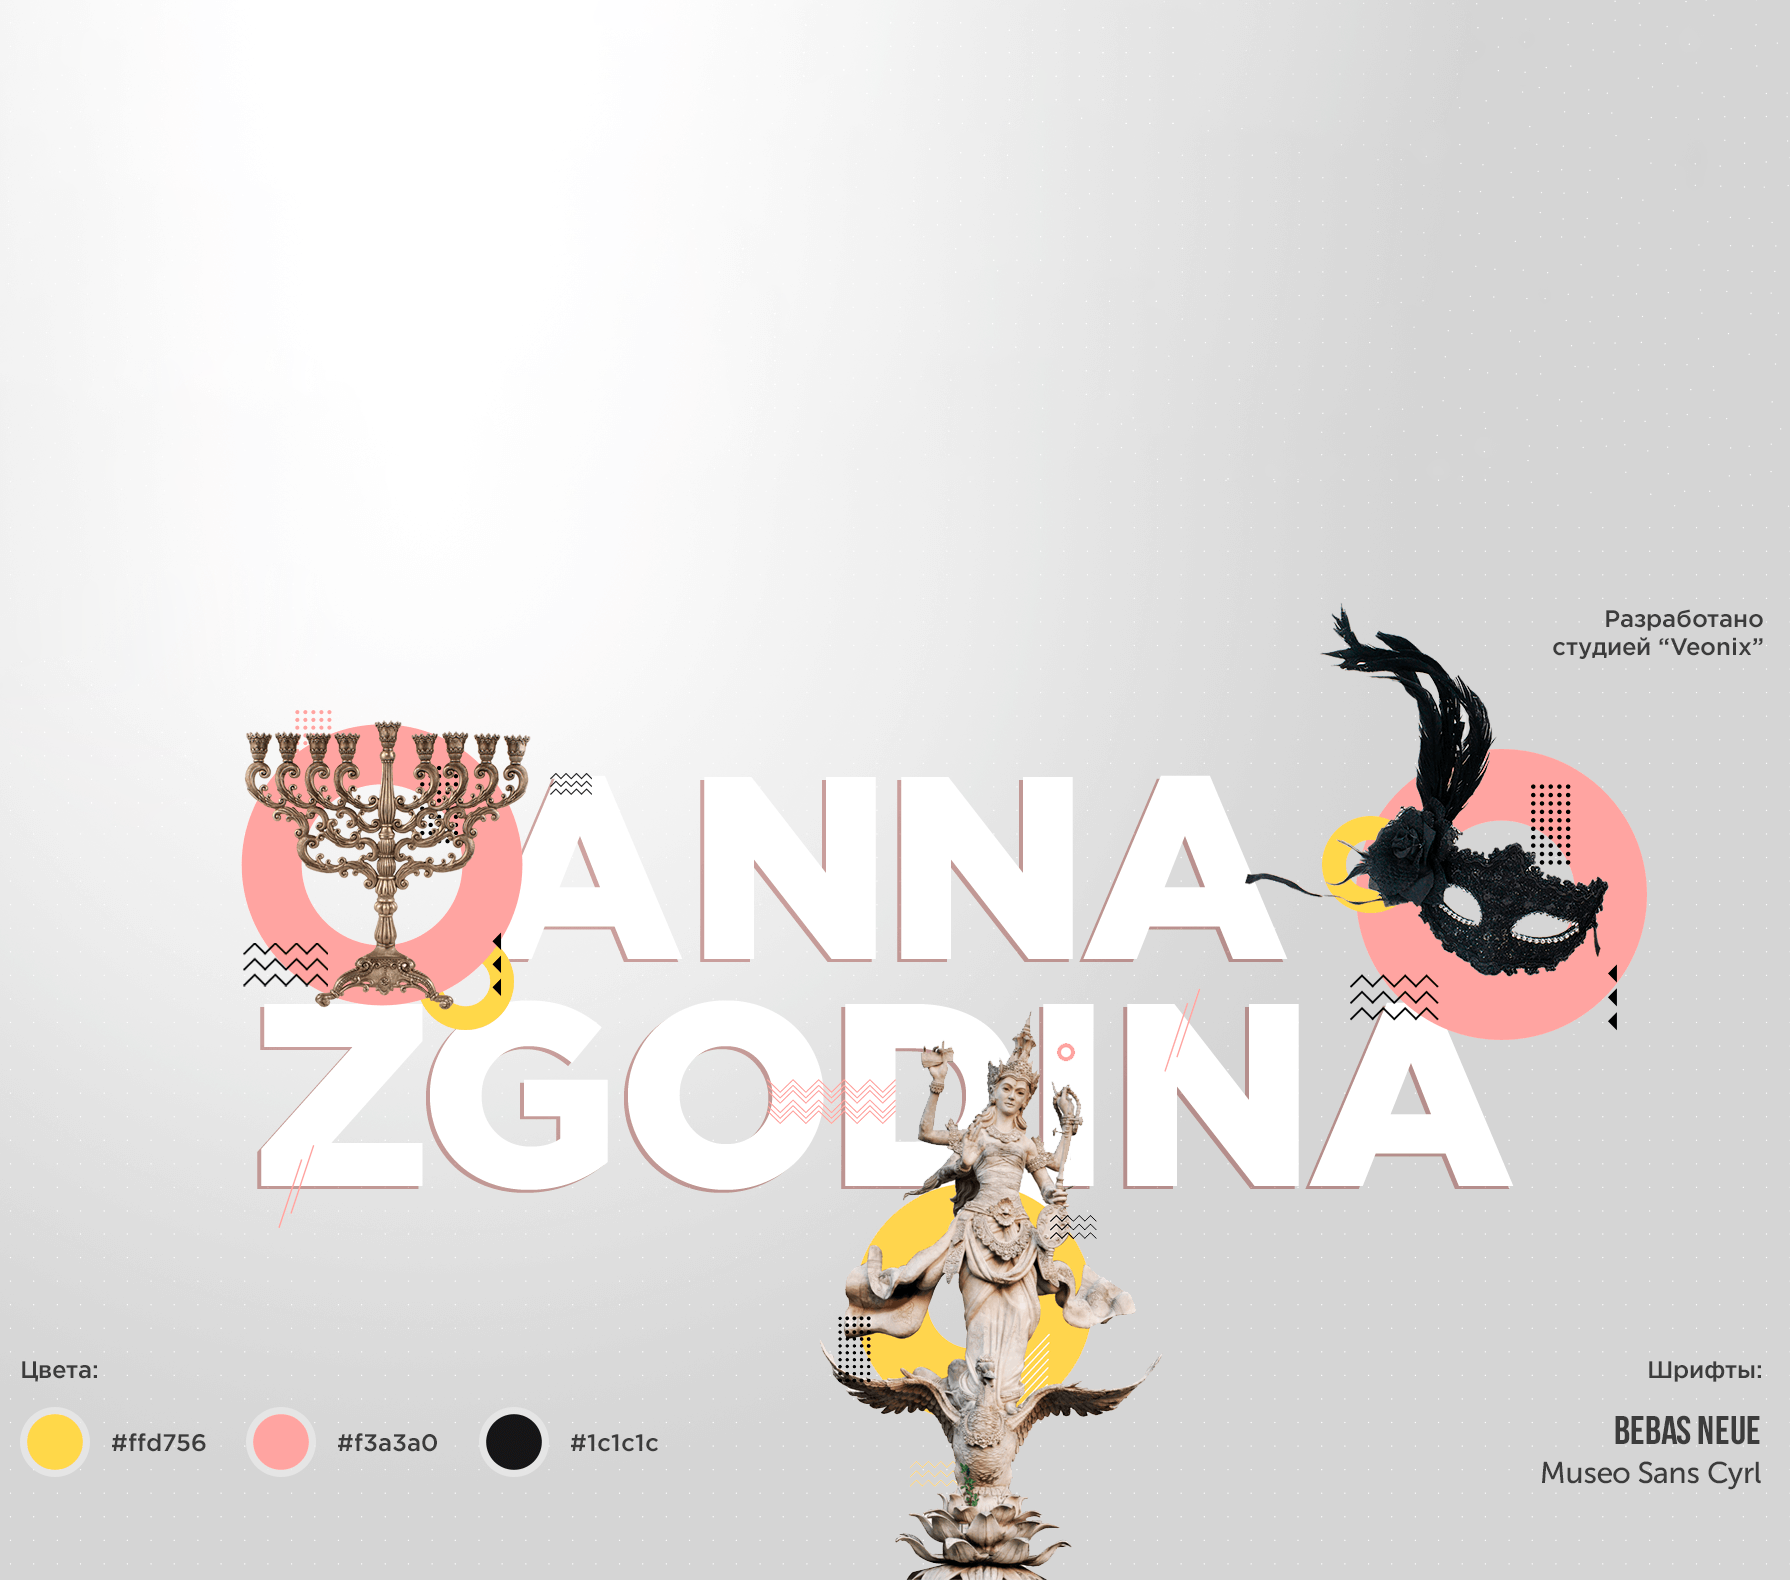 Разработано
студией “Veonix”
ANNA
ZGODINA
Цвета:
#ffd756
#f3a3a0
#1c1c1c
Шрифты:
BEBAS NEUE
Museo Sans Cyrl